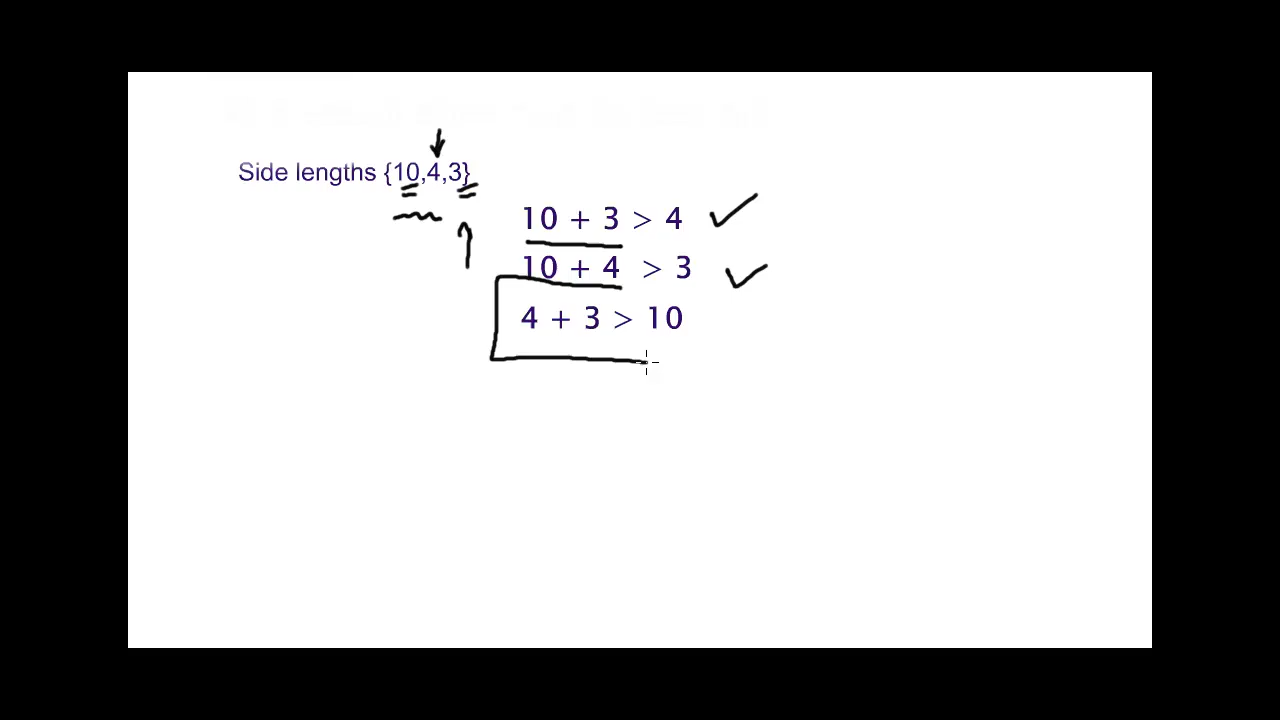 Side lengths {10,4,3}
10 + 3 > 4
10 + 4 > 3
4 + 3 > 10